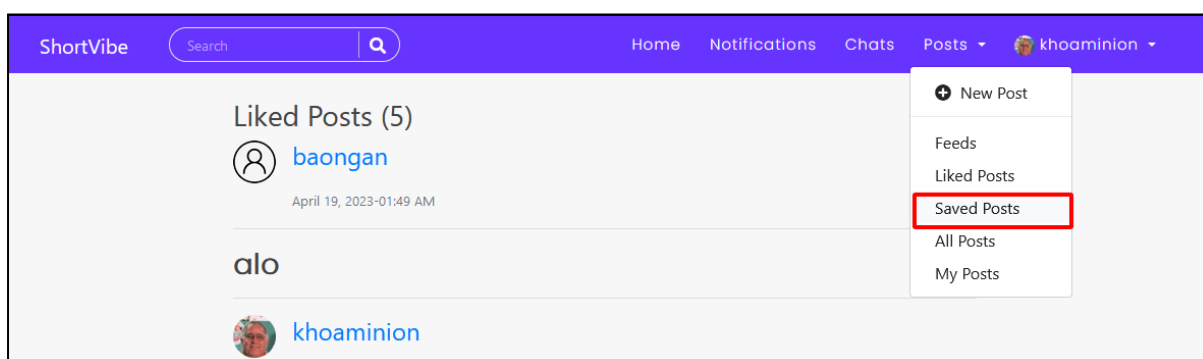 ShortVibe Search Home Notifications Chats Posts khoaminion
New Post
Feeds
Liked Posts
Saved Posts
All Posts
My Posts
Liked Posts (5)
baongan
April 19, 2023-01:49 AM
alo
khoaminion